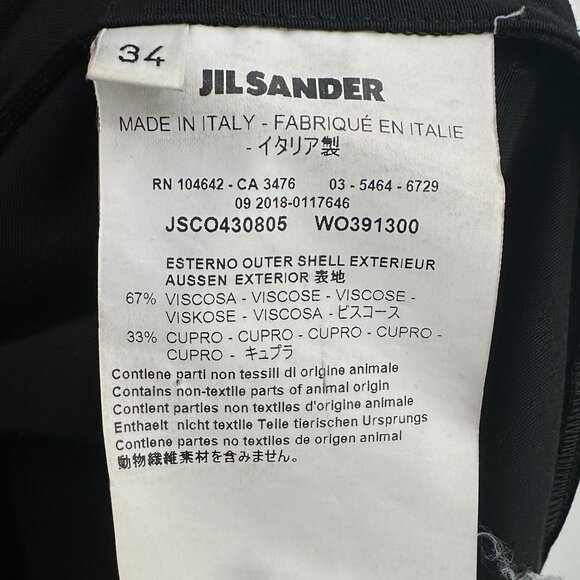 34
JIL SANDER
MADE IN ITALY - FABRIQUÉ EN ITALIE
- イタリア製
RN 104642 - CA 3476 03 - 5464 - 6729
09 2018-0117646
JSCO430805 WO391300
ESTERNO OUTER SHELL EXTERIEUR
AUSSEN EXTERIOR 表地
67% VISCOSA - VISCOSE - VISCOSE -
VISKOSE - VISCOSA - ビスコース
33% CUPRO - CUPRO - CUPRO - CUPRO -
CUPRO - キュプラ
Contiene parti non tessili di origine animale
Contains non-textile parts of animal origin
Contient parties non textiles d'origine animale
Enthaelt nicht textile Teile tierischen Ursprungs
Contiene partes no textiles de origen animal
動物繊維素材を含みません。